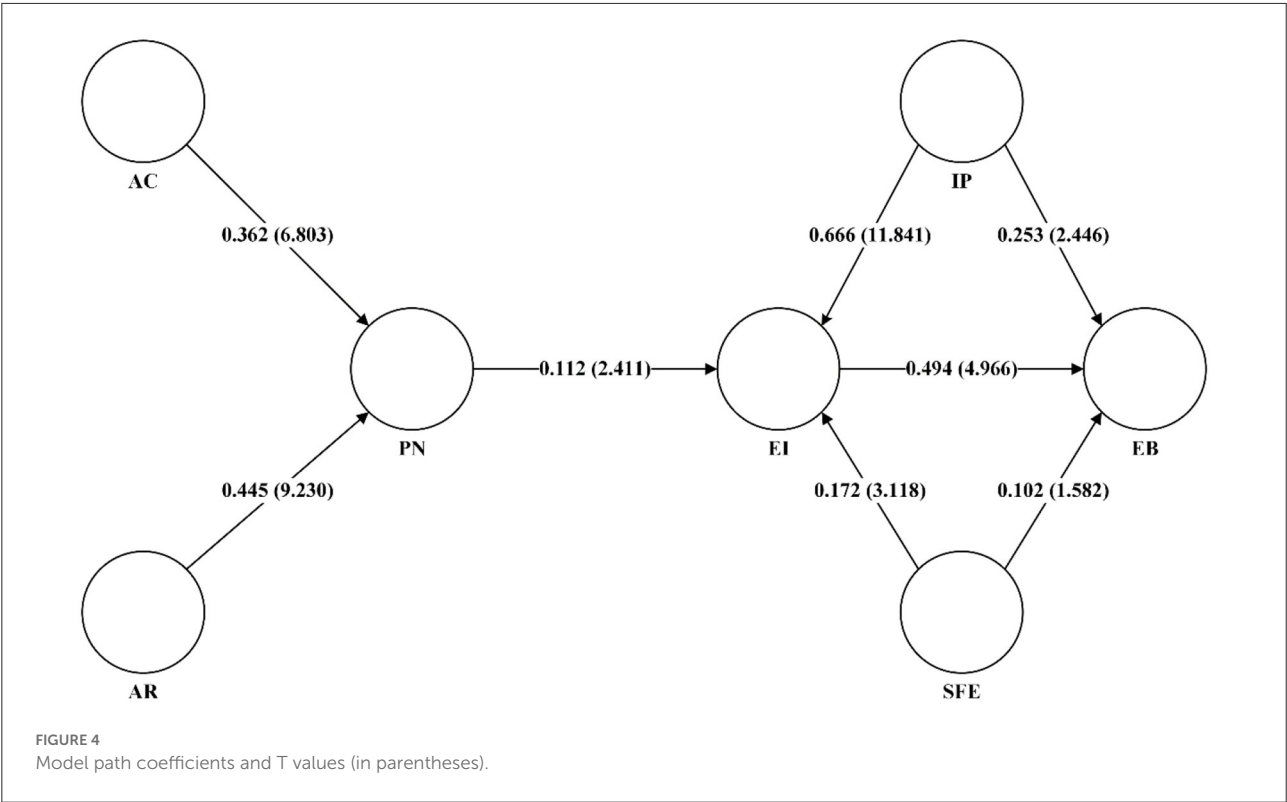 AC
IP
0.362 (6.803)
0.666 (11.841)
0.253 (2.446)
0.112 (2.411)
0.494 (4.966)
PN
EI
EB
0.445 (9.230)
0.172 (3.118)
0.102 (1.582)
AR
SFE
FIGURE 4
Model path coefficients and T values (in parentheses).